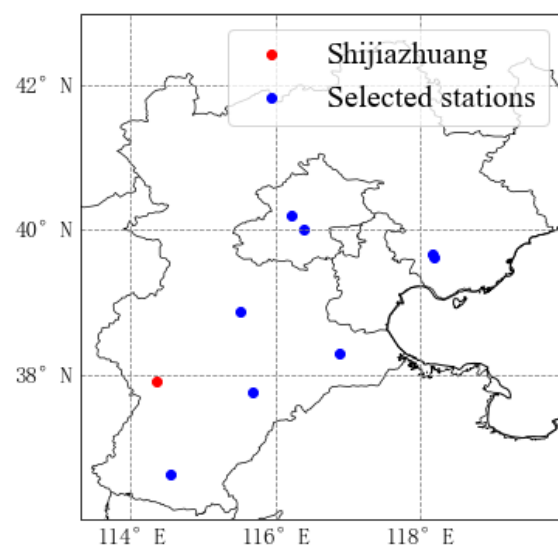 Shijiazhuang
Selected stations
42° N
40° N
38° N
114° E 116° E 118° E